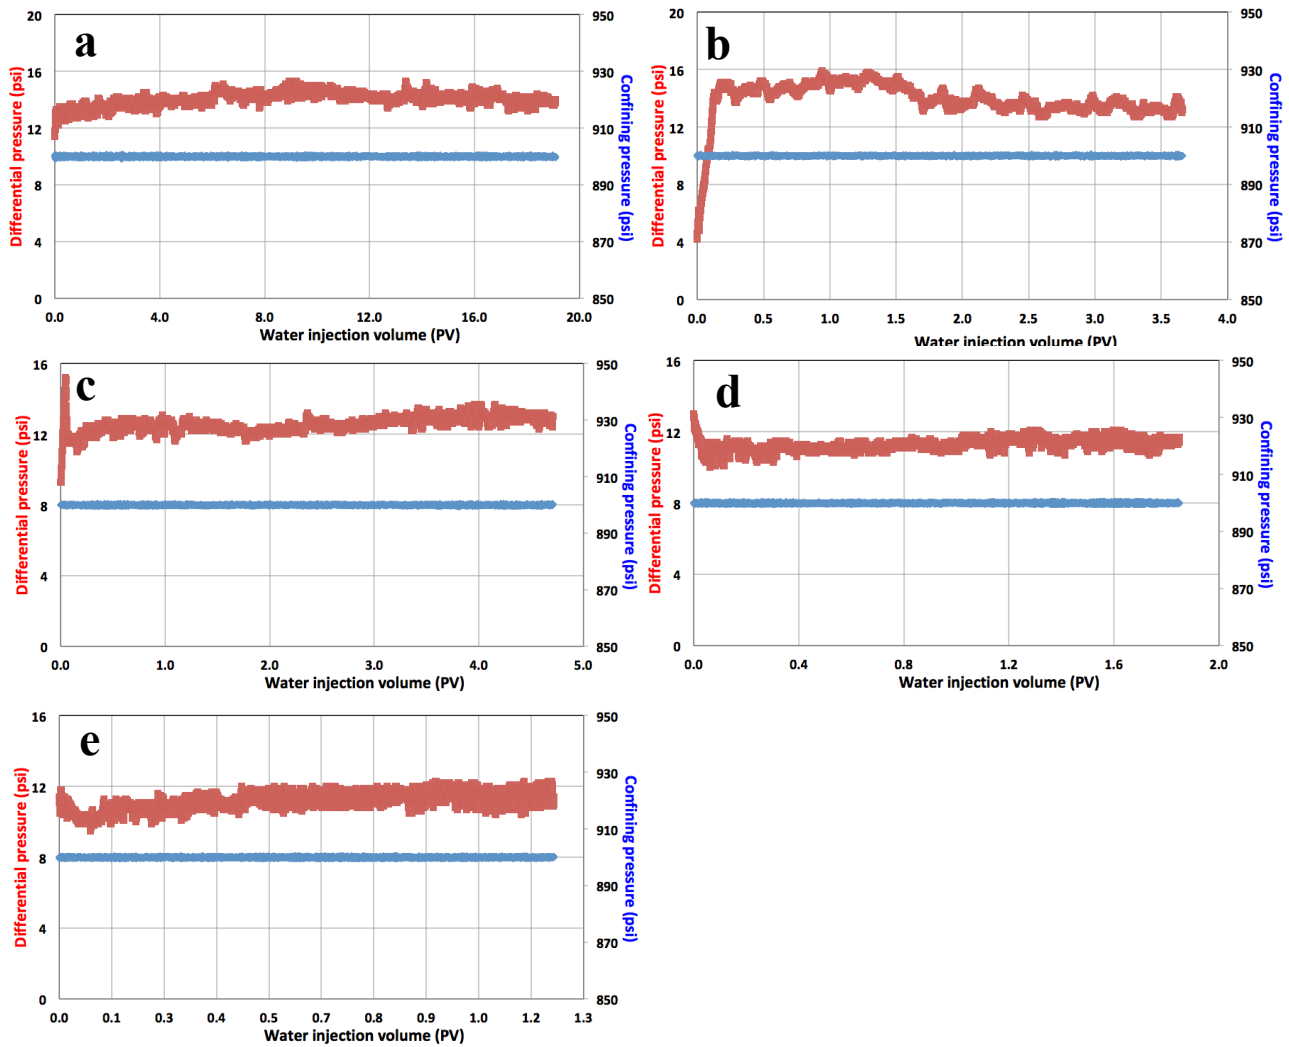 a
20
16
12
8
4
0
950
930
910
890
870
850
0.0 4.0 8.0 12.0 16.0 20.0
Differential pressure (psi)
Confining pressure (psi)
Water injection volume (PV)
b
20
16
12
8
4
0
950
930
910
890
870
850
0.0 0.5 1.0 1.5 2.0 2.5 3.0 3.5 4.0
Differential pressure (psi)
Confining pressure (psi)
Water injection volume (PV)
c
16
12
8
4
0
950
930
910
890
870
850
0.0 1.0 2.0 3.0 4.0 5.0
Differential pressure (psi)
Confining pressure (psi)
Water injection volume (PV)
d
16
12
8
4
0
950
930
910
890
870
850
0.0 0.4 0.8 1.2 1.6 2.0
Differential pressure (psi)
Confining pressure (psi)
Water injection volume (PV)
e
16
12
8
4
0
950
930
910
890
870
850
0.0 0.1 0.3 0.4 0.5 0.7 0.8 0.9 1.0 1.2 1.3
Differential pressure (psi)
Confining pressure (psi)
Water injection volume (PV)